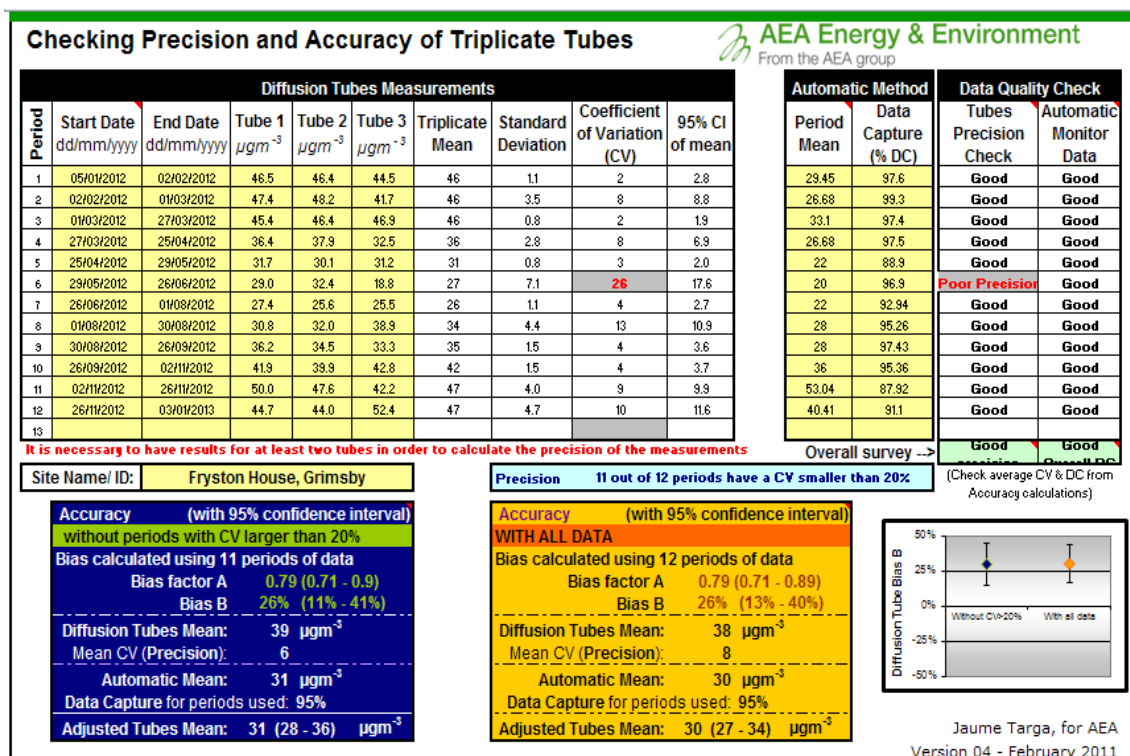 Checking Precision and Accuracy of Triplicate Tubes
AEA Energy & Environment
From the AEA group
Diffusion Tubes Measurements
Automatic Method
Data Quality Check
Period Start Date dd/mm/yyyy End Date dd/mm/yyyy Tube 1 µgm-3 Tube 2 µgm-3 Tube 3 µgm-3 Triplicate Mean Standard Deviation Coefficient of Variation (CV) 95% CI of mean Period Mean Data Capture (% DC) Tubes Precision Check Automatic Monitor Data
1 05/01/2012 02/02/2012 46.5 46.4 44.5 46 1.1 2 2.8 29.45 97.6 Good Good
2 02/02/2012 01/03/2012 47.4 48.2 41.7 46 3.5 8 8.8 26.68 99.3 Good Good
3 01/03/2012 27/03/2012 45.4 46.4 46.9 46 0.8 2 1.9 33.1 97.4 Good Good
4 27/03/2012 25/04/2012 36.4 37.9 32.5 36 2.8 8 6.9 26.68 97.5 Good Good
5 25/04/2012 29/05/2012 31.7 30.1 31.2 31 0.8 3 2.0 22 88.9 Good Good
6 29/05/2012 26/06/2012 29.0 32.4 18.8 27 7.1 26 17.6 20 96.9 Poor Precision Good
7 26/06/2012 01/08/2012 27.4 25.6 25.5 26 1.1 4 2.7 22 92.94 Good Good
8 01/08/2012 30/08/2012 30.8 32.0 38.9 34 4.4 13 10.9 28 95.26 Good Good
9 30/08/2012 26/09/2012 36.2 34.5 33.3 35 1.5 4 3.6 28 97.43 Good Good
10 26/09/2012 02/11/2012 41.9 39.9 42.8 42 1.5 4 3.7 36 95.36 Good Good
11 02/11/2012 26/11/2012 50.0 47.6 42.2 47 4.0 9 9.9 53.04 87.92 Good Good
12 26/11/2012 03/01/2013 44.7 44.0 52.4 47 4.7 10 11.6 40.41 91.1 Good Good
13
It is necessary to have results for at least two tubes in order to calculate the precision of the measurements
Overall survey --> Good Good
Site Name/ ID: Fryston House, Grimsby
Precision 11 out of 12 periods have a CV smaller than 20%
(Check average CV & DC from Accuracy calculations)
Accuracy (with 95% confidence interval)
without periods with CV larger than 20%
Bias calculated using 11 periods of data
Bias factor A 0.79 (0.71 - 0.9)
Bias B 26% (11% - 41%)
Diffusion Tubes Mean: 39 µgm-3
Mean CV (Precision): 6
Automatic Mean: 31 µgm-3
Data Capture for periods used: 95%
Adjusted Tubes Mean: 31 (28 - 36) µgm-3
Accuracy (with 95% confidence interval)
WITH ALL DATA
Bias calculated using 12 periods of data
Bias factor A 0.79 (0.71 - 0.89)
Bias B 26% (13% - 40%)
Diffusion Tubes Mean: 38 µgm-3
Mean CV (Precision): 8
Automatic Mean: 30 µgm-3
Data Capture for periods used: 95%
Adjusted Tubes Mean: 30 (27 - 34) µgm-3
Diffusion Tube Bias B
50%
25%
0%
-25%
-50%
Without CV>20% With all data
Jaume Targa, for AEA
Version 04 - February 2011